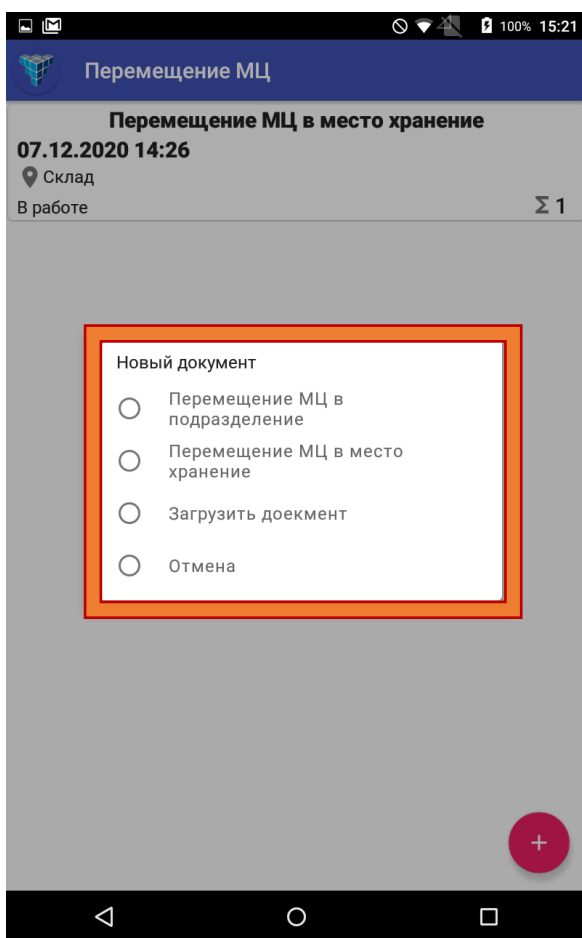 100% 15:21
Перемещение МЦ
Перемещение МЦ в место хранение
07.12.2020 14:26
Склад
В работе
Σ 1
Новый документ
Перемещение МЦ в
подразделение
Перемещение МЦ в место
хранение
Загрузить доекмент
Отмена
+